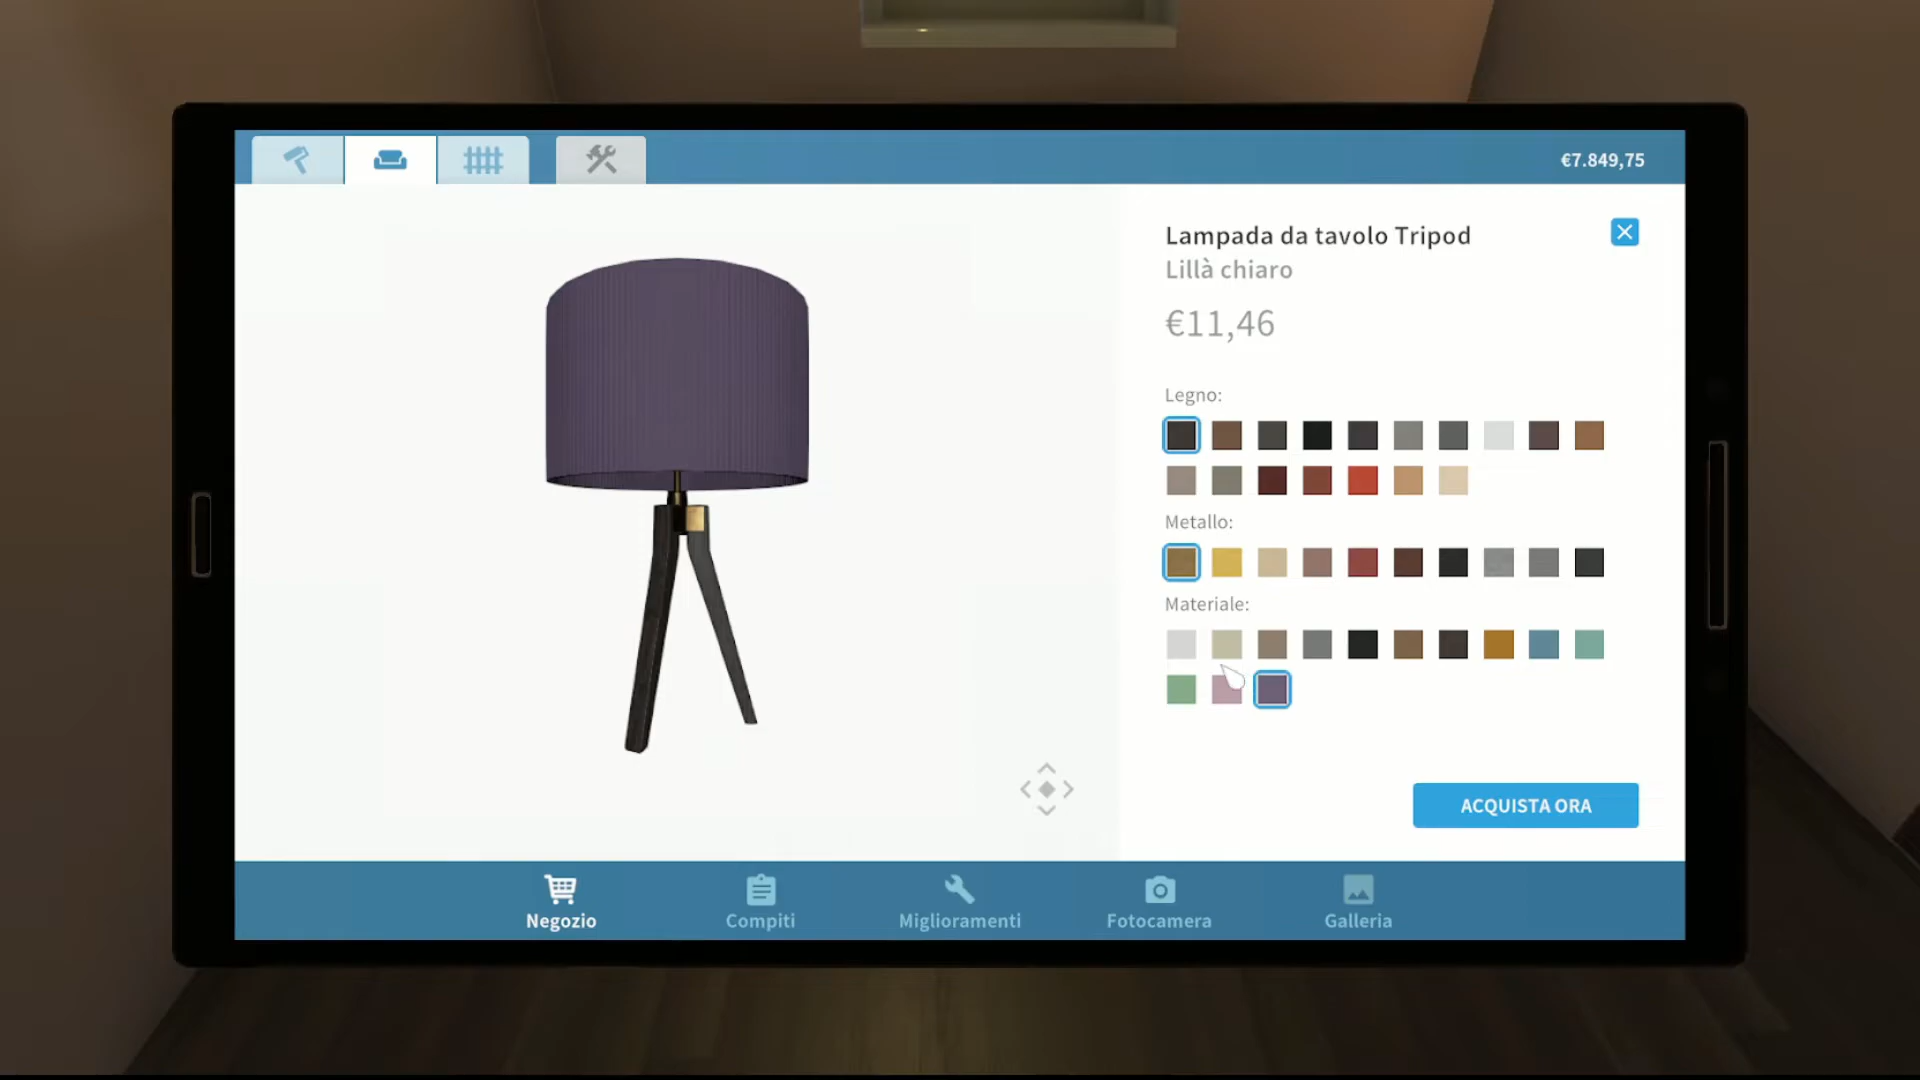 €7.849,75
Lampada da tavolo Tripod
Lillà chiaro
€11,46
Legno:
Metallo:
Materiale:
ACQUISTA ORA
Negozio
Compiti
Miglioramenti
Fotocamera
Galleria